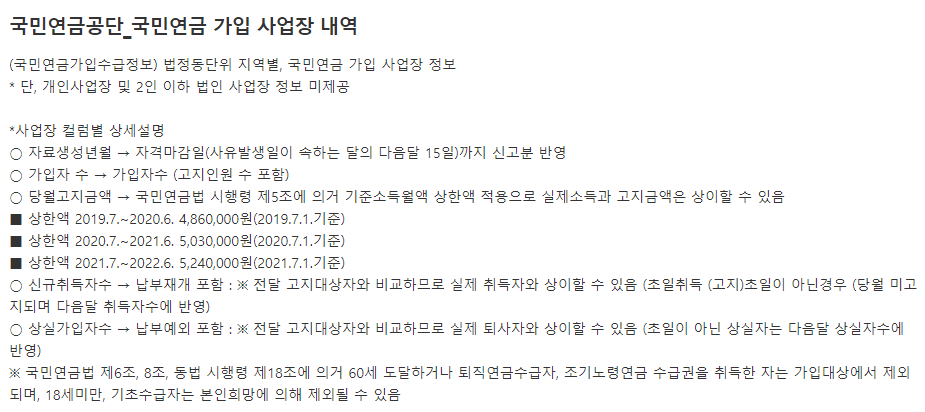 국민연금공단_국민연금 가입 사업장 내역
(국민연금가입수급정보) 법정동단위 지역별, 국민연금 가입 사업장 정보
* 단, 개인사업장 및 2인 이하 법인 사업장 정보 미제공
*사업장 컬럼별 상세설명
○ 자료생성년월 → 자격마감일(사유발생일이 속하는 달의 다음달 15일)까지 신고분 반영
○ 가입자 수 → 가입자수 (고지인원 수 포함)
○ 당월고지금액 → 국민연금법 시행령 제5조에 의거 기준소득월액 상한액 적용으로 실제소득과 고지금액은 상이할 수 있음
■ 상한액 2019.7.~2020.6. 4,860,000원(2019.7.1.기준)
■ 상한액 2020.7.~2021.6. 5,030,000원(2020.7.1.기준)
■ 상한액 2021.7.~2022.6. 5,240,000원(2021.7.1.기준)
○ 신규취득자수 → 납부재개 포함 : ※ 전달 고지대상자와 비교하므로 실제 취득자와 상이할 수 있음 (초일취득 (고지)초일이 아닌경우 (당월 미고
지되며 다음달 취득자수에 반영)
○ 상실가입자수 → 납부예외 포함 : ※ 전달 고지대상자와 비교하므로 실제 퇴사자와 상이할 수 있음 (초일이 아닌 상실자는 다음달 상실자수에
반영)
※ 국민연금법 제6조, 8조, 동법 시행령 제18조에 의거 60세 도달하거나 퇴직연금수급자, 조기노령연금 수급권을 취득한 자는 가입대상에서 제외
되며, 18세미만, 기초수급자는 본인희망에 의해 제외될 수 있음